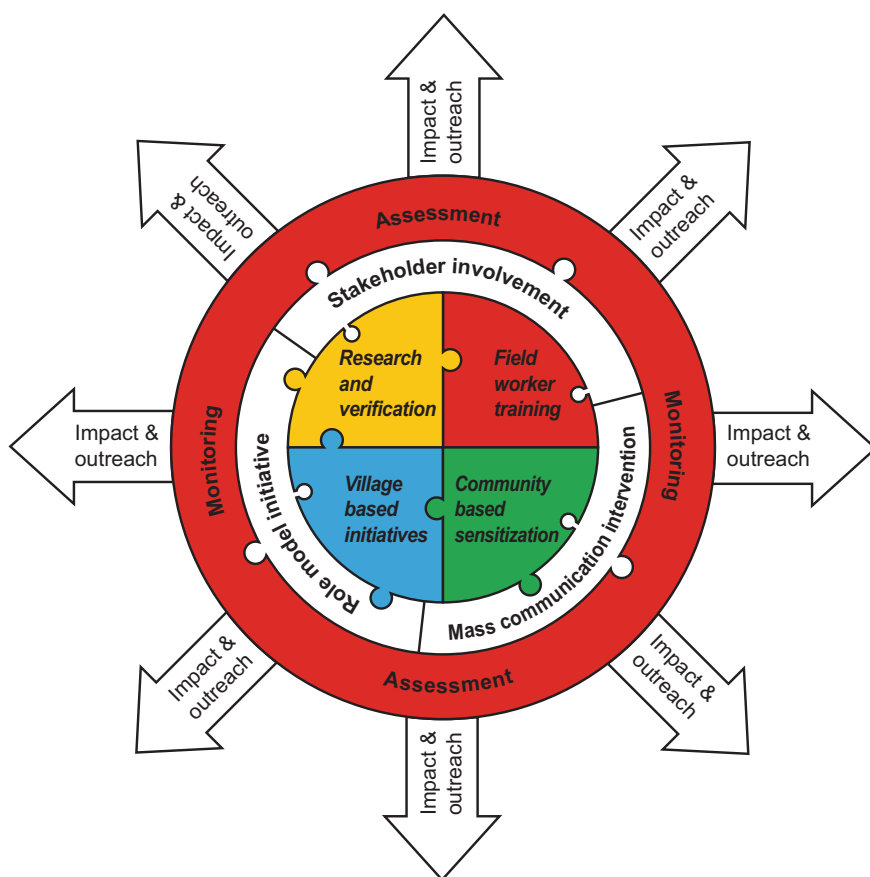 Impact &
outreach
Impact &
outreach
Impact &
outreach
Assessment
Stakeholder involvement
Research
and
verification
Field
worker
training
Impact &
outreach
Monitoring
Role model initiative
Monitoring
Impact &
outreach
Village
based
initiatives
Community
based
sensitization
Mass communication intervention
Assessment
Impact &
outreach
Impact &
outreach
Impact &
outreach